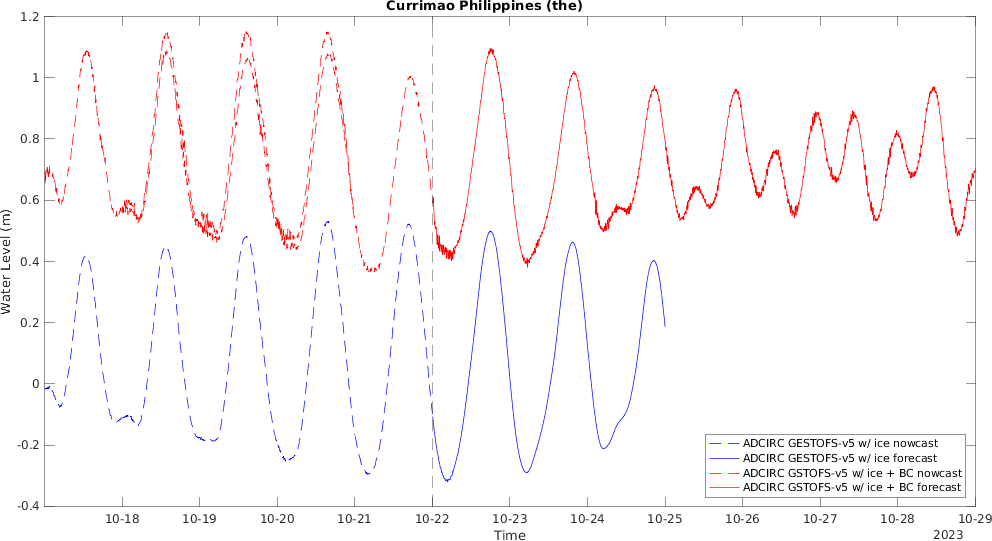 Currimao Philippines (the)
1.2
1
0.8
0.6
0.4
0.2
0
-0.2
-0.4
Water Level (m)
10-18 10-19 10-20 10-21 10-22 10-23 10-24 10-25 10-26 10-27 10-28 10-29
Time
2023
ADCIRC GESTOFS-v5 w/ ice nowcast
ADCIRC GESTOFS-v5 w/ ice forecast
ADCIRC GSTOFS-v5 w/ ice + BC nowcast
ADCIRC GSTOFS-v5 w/ ice + BC forecast